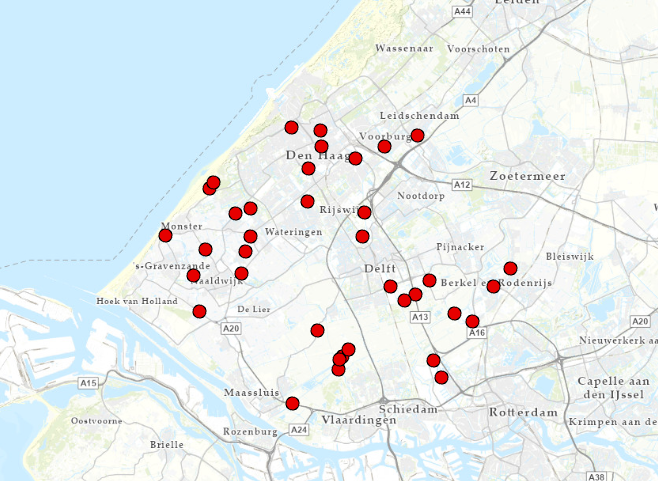 Leiden
A44
Wassenaar
Voorschoten
A4
Leidschendam
Voorburg
Den Haag
Zoetermeer
A12
Nootdorp
Rijswijk
Monster
Wateringen
Pijnacker
Bleiswijk
's-Gravenzande
Delft
Naaldwijk
Berkel en Rodenrijs
Hoek van Holland
De Lier
A13
A20
A20
A16
Nieuwerkerk aa
A15
Capelle aan
den IJssel
Maassluis
Schiedam
Rotterdam
Oostvoorne
Vlaardingen
Krimpen aan de
Rozenburg
A24
Brielle
A38